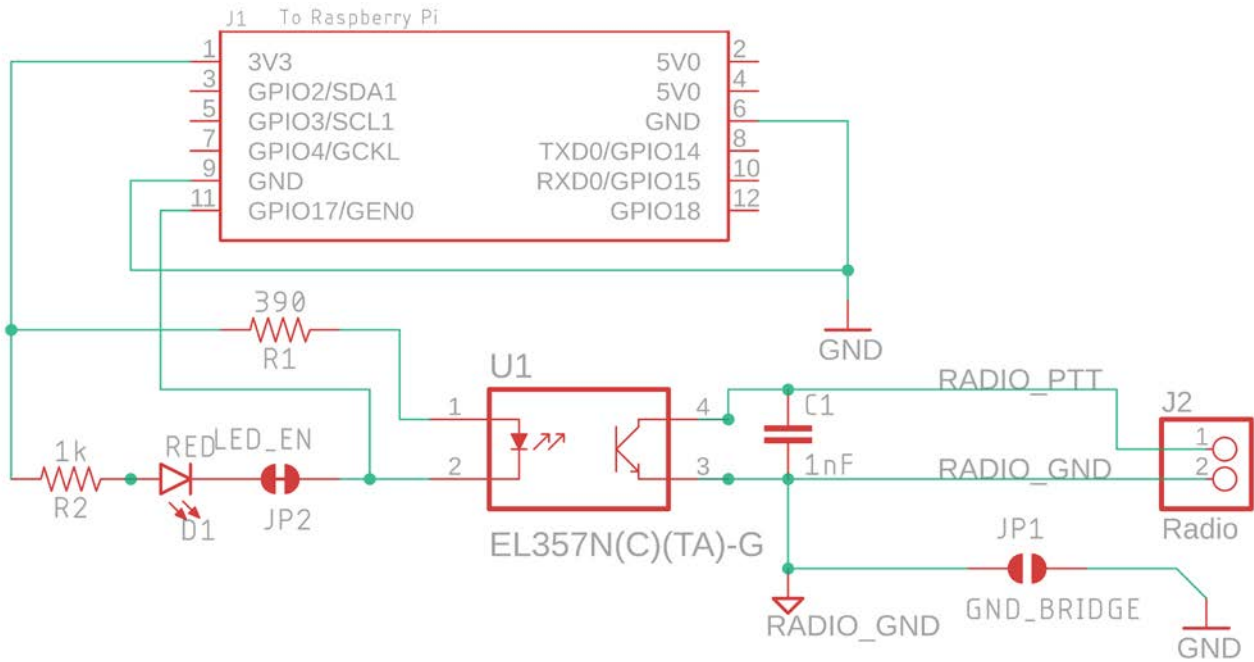 J1 To Raspberry Pi
1 3V3 5V0 2
3 GPIO2/SDA1 5V0 4
5 GPIO3/SCL1 GND 6
7 GPIO4/GCKL TXD0/GPIO14 8
9 GND RXD0/GPIO15 10
11 GPIO17/GEN0 GPIO18 12
390
R1
GND
U1
RADIO_PTT
J2
1 4
C1
1k RED LED_EN
1
2 3
1nF RADIO_GND
2
R2 D1 JP2
EL357N(C)(TA)-G
JP1
Radio
GND_BRIDGE
RADIO_GND
GND